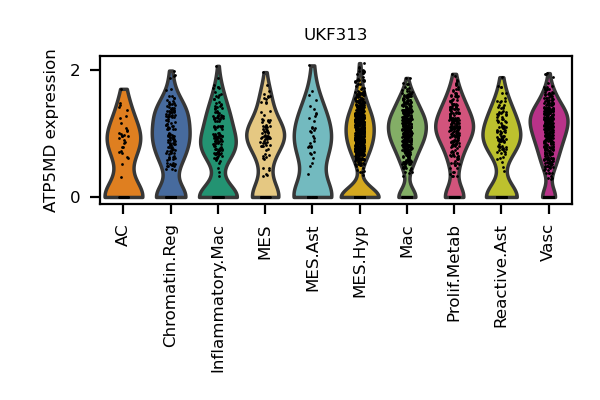 UKF313
ATP5MD expression
2
0
AC
Chromatin.Reg
Inflammatory.Mac
MES
MES.Ast
MES.Hyp
Mac
Prolif.Metab
Reactive.Ast
Vasc